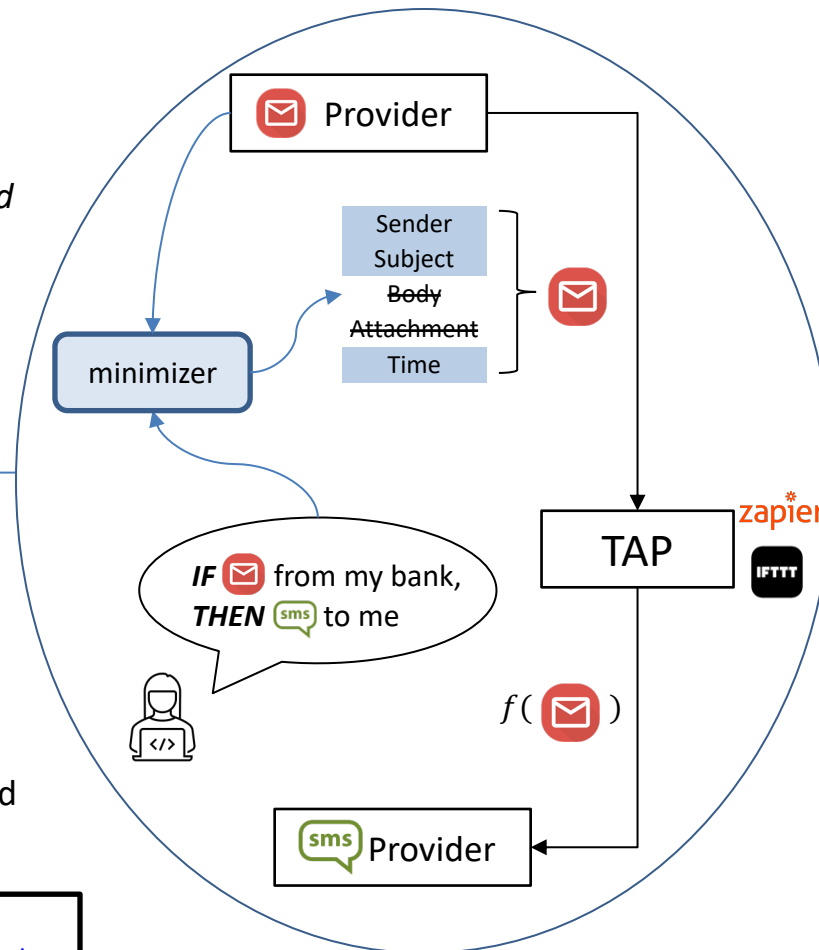 Provider
d
Sender
Subject
Body
Attachment
Time
minimizer
zapier
TAP
IFTTT
IF from my bank,
THEN sms to me
</>
f( )
d
sms Provider